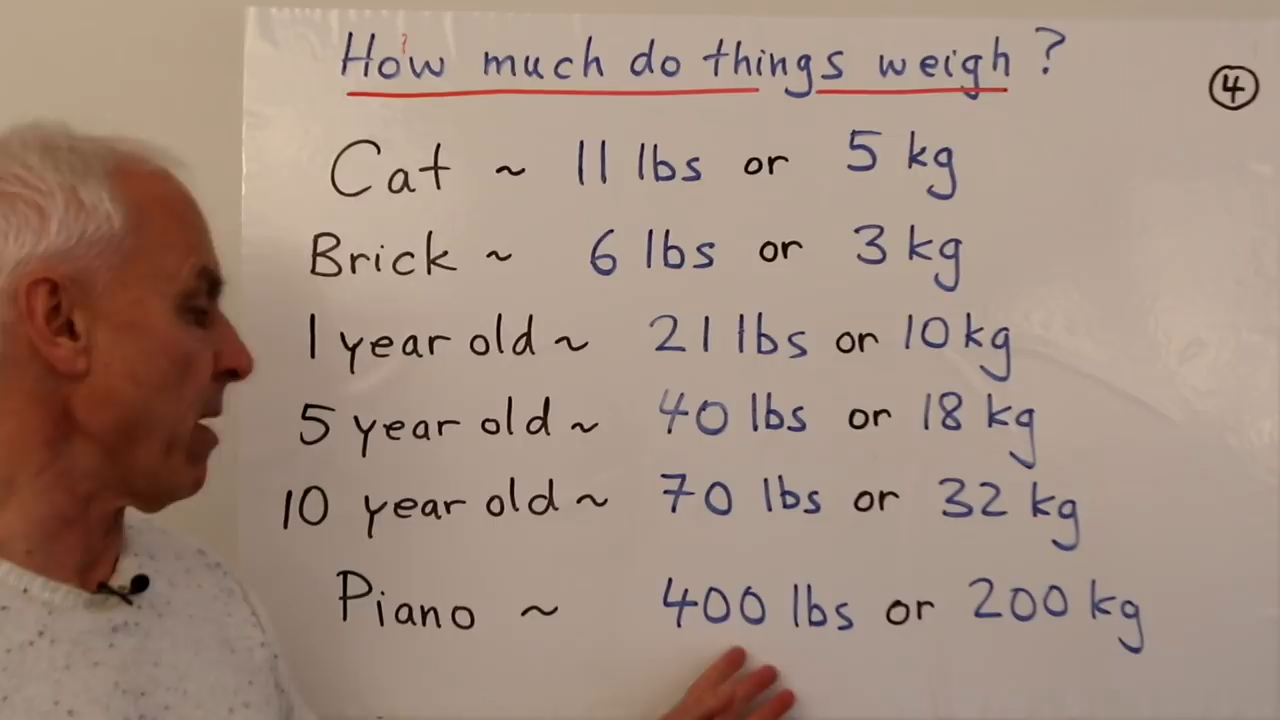 How much do things weigh?
4
Cat ~ 11 lbs or 5 kg
Brick ~ 6 lbs or 3 kg
1 year old ~ 21 lbs or 10 kg
5 year old ~ 40 lbs or 18 kg
10 year old ~ 70 lbs or 32 kg
Piano ~ 400 lbs or 200 kg